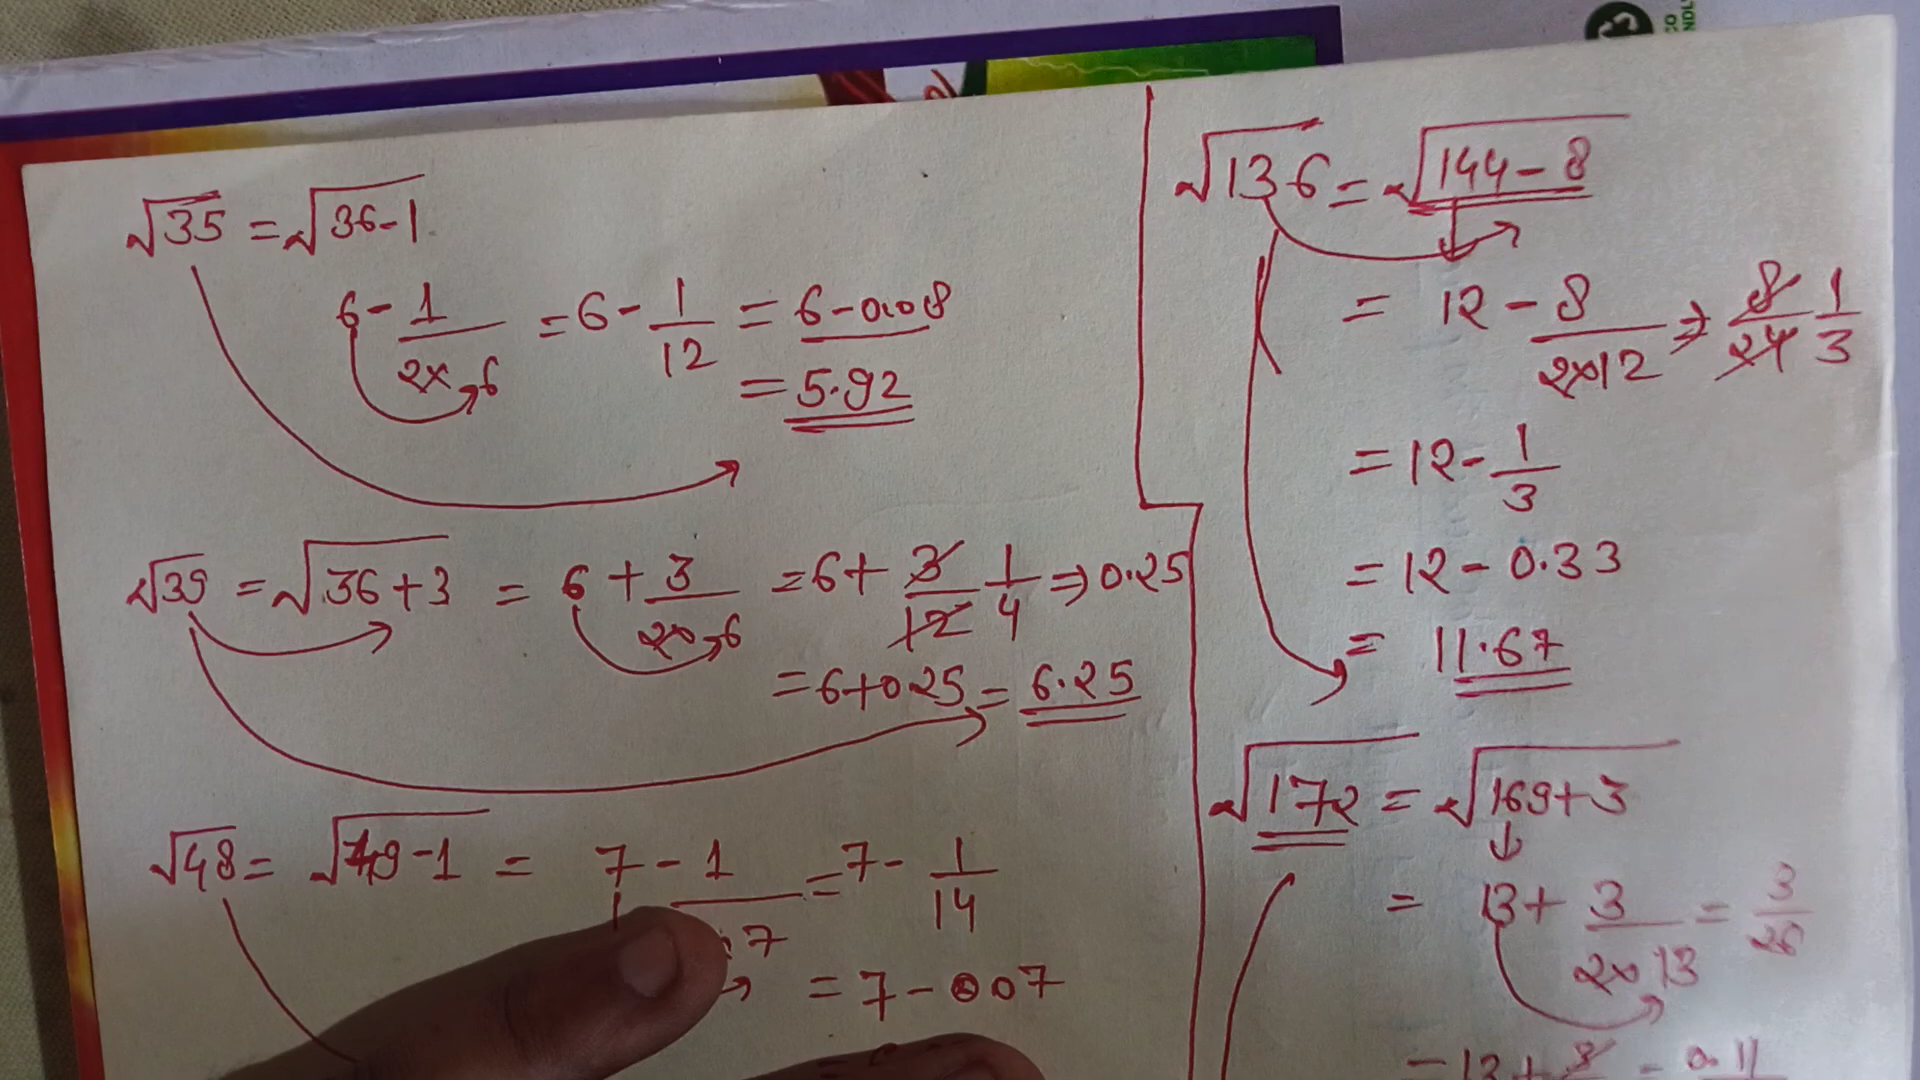 √35 = √36-1
6 - 1/2×6 = 6 - 1/12 = 6 - 0.08
= 5.92
√39 = √36+3 = 6 + 3/2×6 = 6 + 3/12 1/4 ⇒ 0.25
= 6+0.25 = 6.25
√48 = √49-1 = 7 - 1/ 7 = 7 - 1/14
= 7 - 0.07
√136 = √144-8
= 12 - 8/2×12 ⇒ 8/24 1/3
= 12 - 1/3
= 12 - 0.33
= 11.67
√172 = √169+3
= 13 + 3/2×13 = 3/26